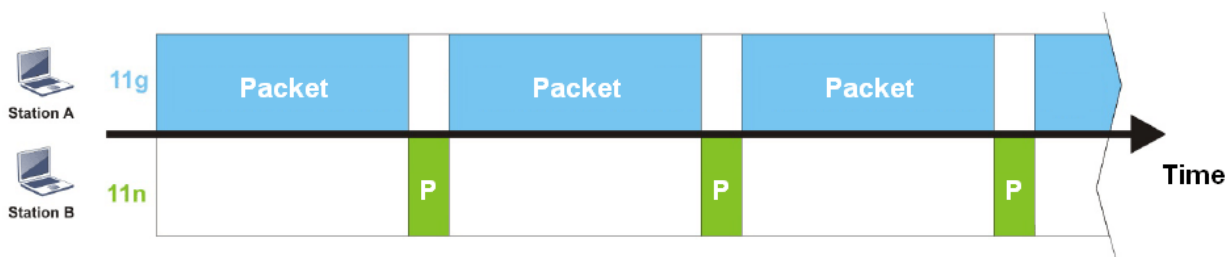 11g
Packet
Packet
Packet
Station A
Time
11n
P
P
P
Station B